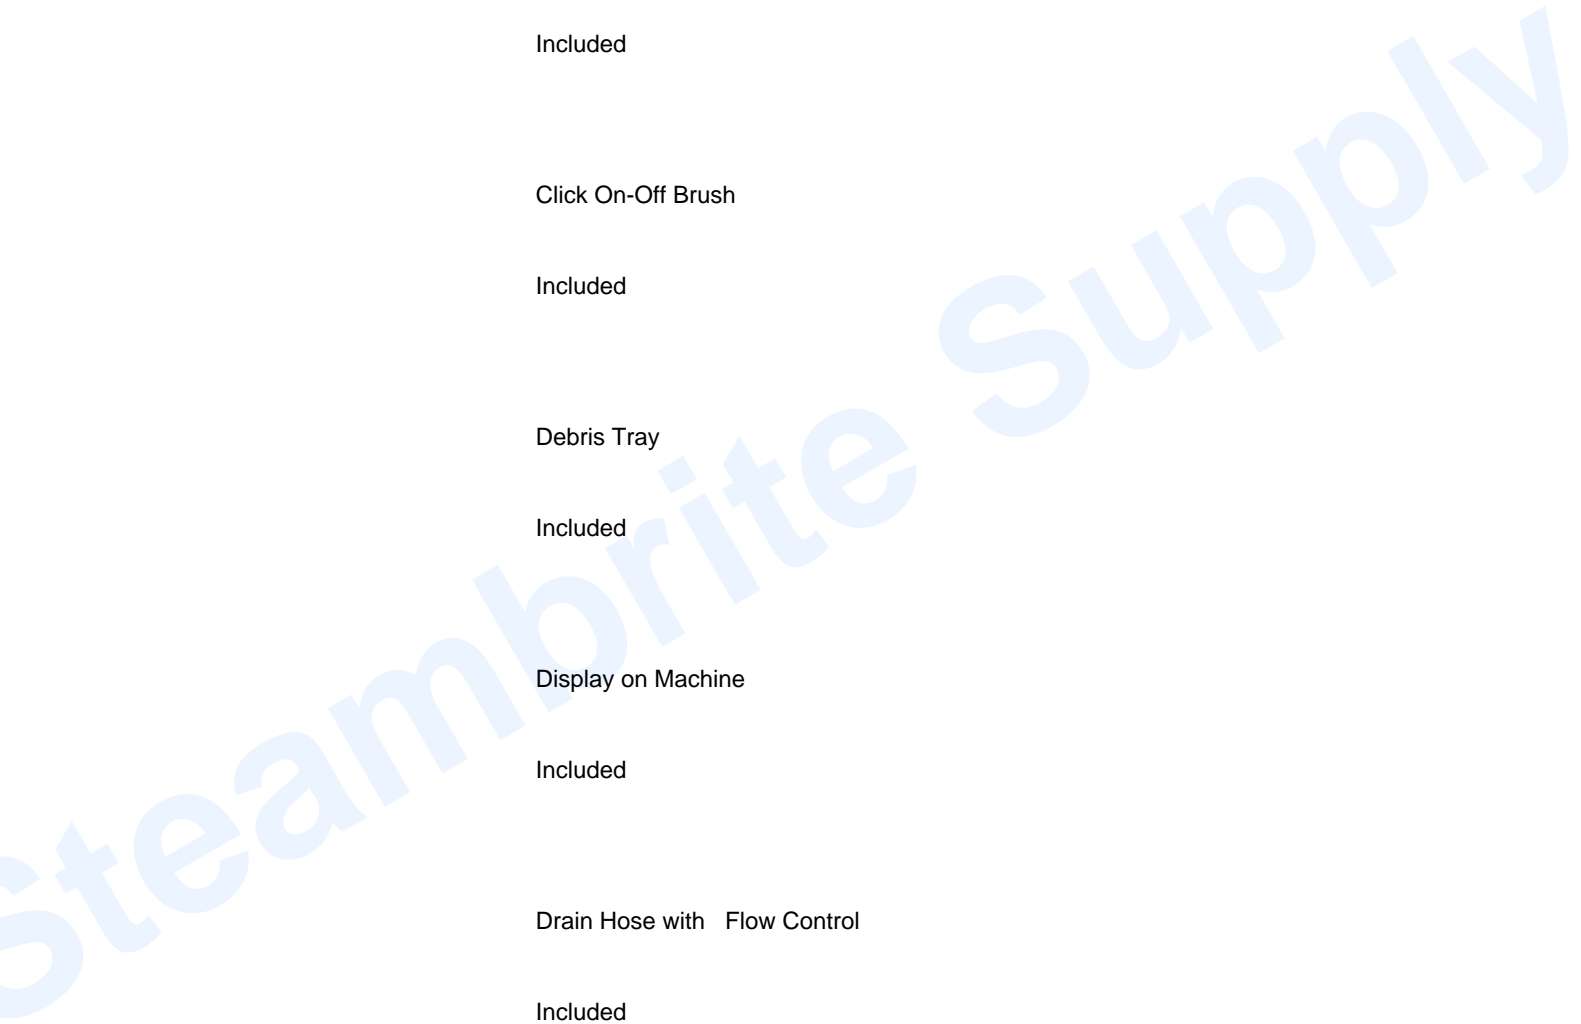 Included
Click On-Off Brush
Included
Debris Tray
Included
Display on Machine
Included
Drain Hose with   Flow Control
Included
Steambrite Supply